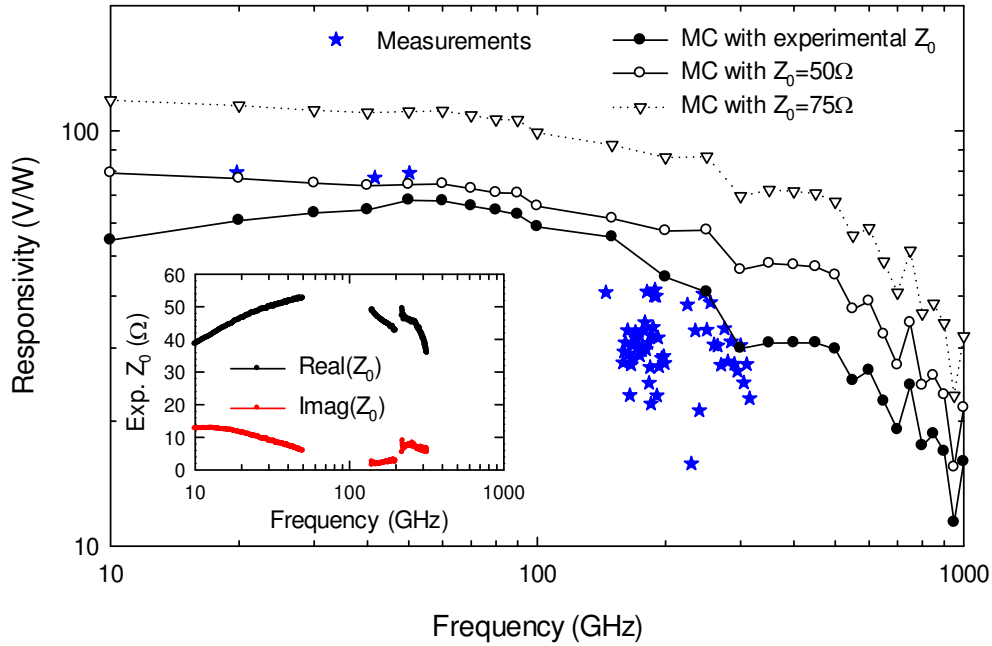 Measurements
MC with experimental Z0
MC with Z0=50Ω
MC with Z0=75Ω
Responsivity (V/W)
100
10
10
100
1000
Frequency (GHz)
Exp. Z0 (Ω)
60
50
40
30
20
10
0
Real(Z0)
Imag(Z0)
10
100
1000
Frequency (GHz)